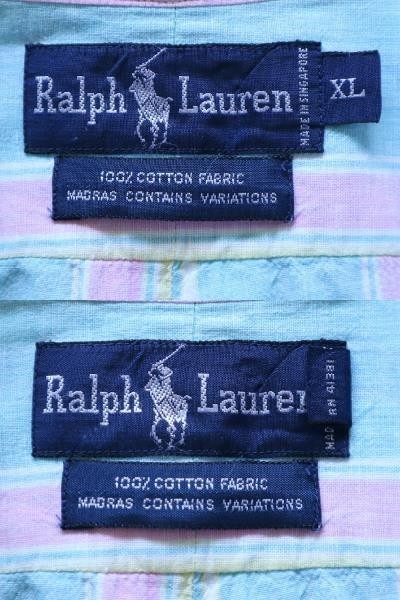 Ralph Lauren
MADE IN SINGAPORE
XL
100% COTTON FABRIC
MADRAS CONTAINS VARIATIONS
Ralph Lauren
MAD
RN 41381
100% COTTON FABRIC
MADRAS CONTAINS VARIATIONS